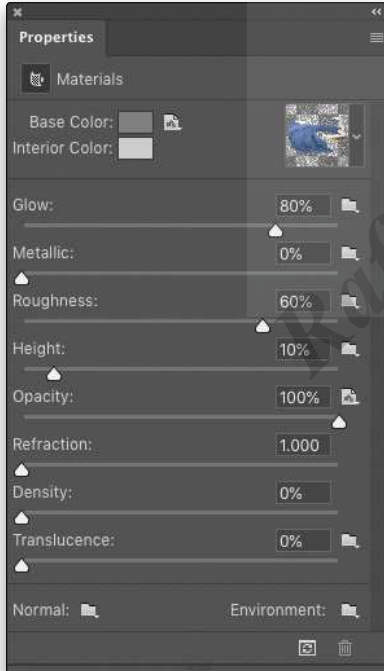 Properties
Materials
Base Color:
Interior Color:
Glow: 80%
Metallic: 0%
Roughness: 60%
Height: 10%
Opacity: 100%
Refraction: 1.000
Density: 0%
Translucence: 0%
Normal: Environment: